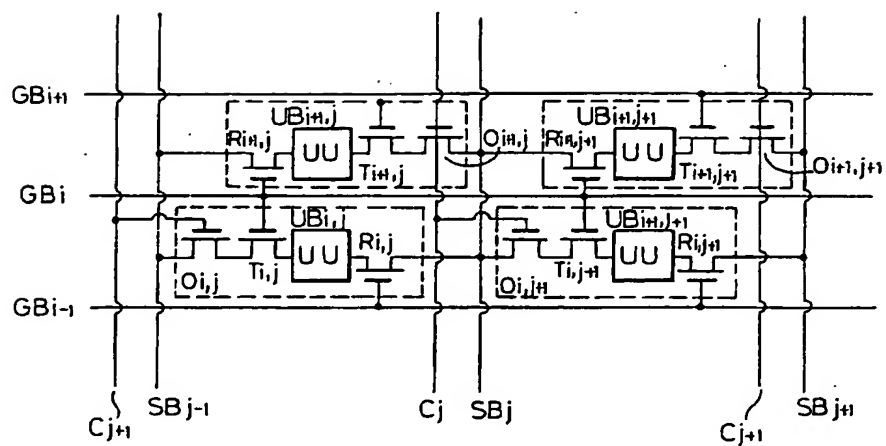 GBi+1
UBi+1,j
UBi+1,j+1
Ri+1,j
UU
Ti+1,j
Oi+1,j
Ri+1,j+1
UU
Ti+1,j+1
Oi+1,j+1
GBi
UBi,j
UBi+1,j+1
Oi,j
Ti,j
UU
Ri,j
Oi,j+1
Ti,j+1
UU
Ri,j+1
GBi-1
Cj+1
SBj-1
Cj
SBj
Cj+1
SBj+1